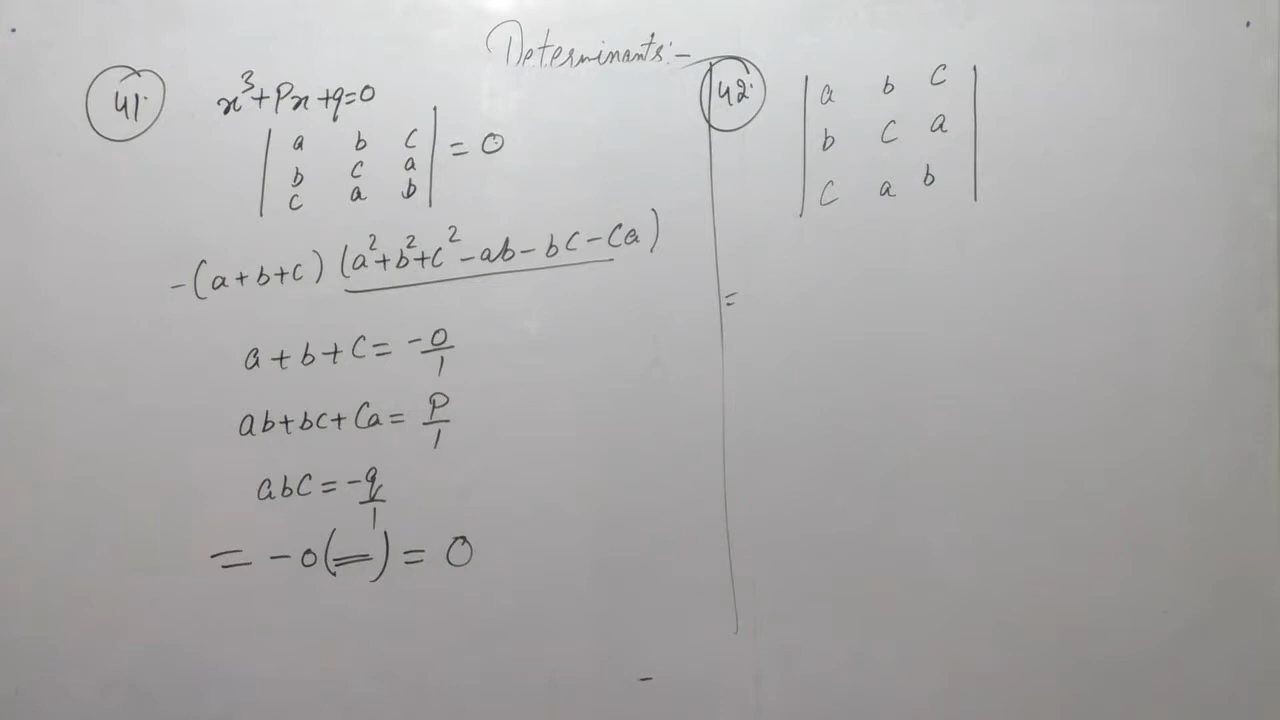 Determinants:-
41.
x³+Px+q=0
| a b c |
| b c a | = 0
| c a b |
-(a+b+c) (a²+b²+c²-ab-bc-ca)
a+b+c = -0/1
ab+bc+ca = P/1
abc = -q/1
= -0(=) = 0
42.
| a b c |
| b c a |
| c a b |
=